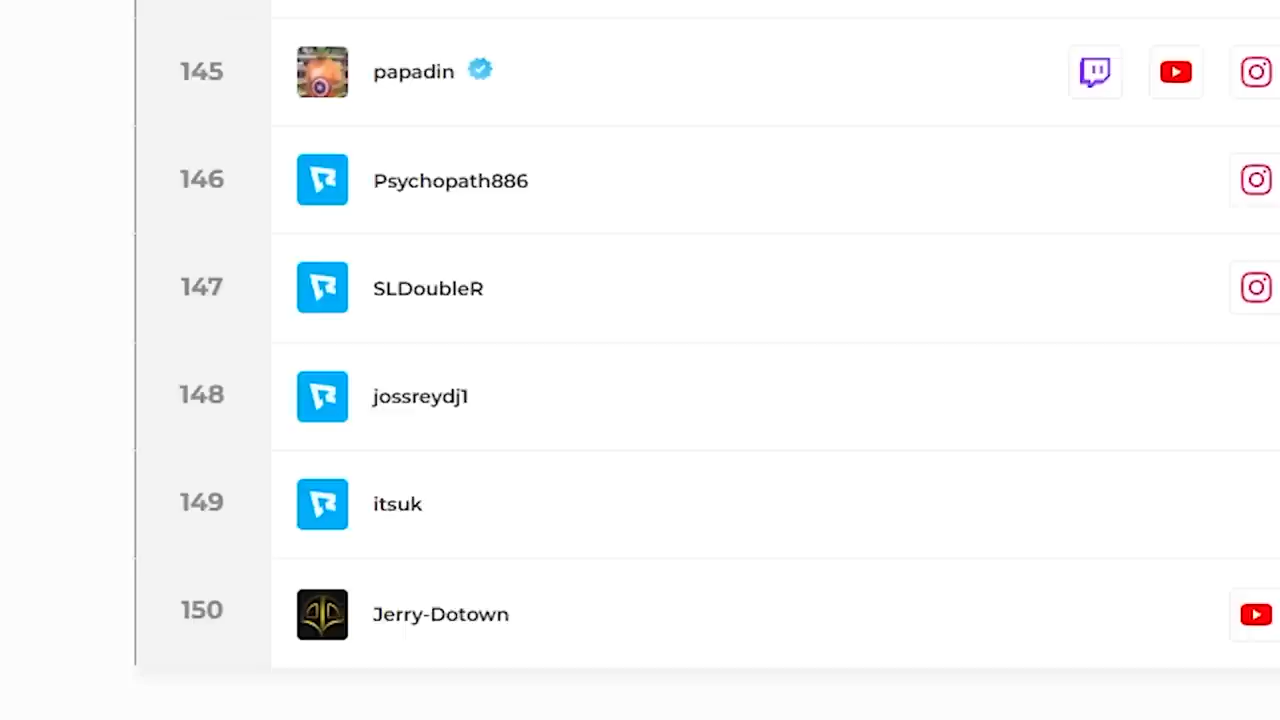 145 papadin
146 Psychopath886
147 SLDoubleR
148 jossreydj1
149 itsuk
150 Jerry-Dotown